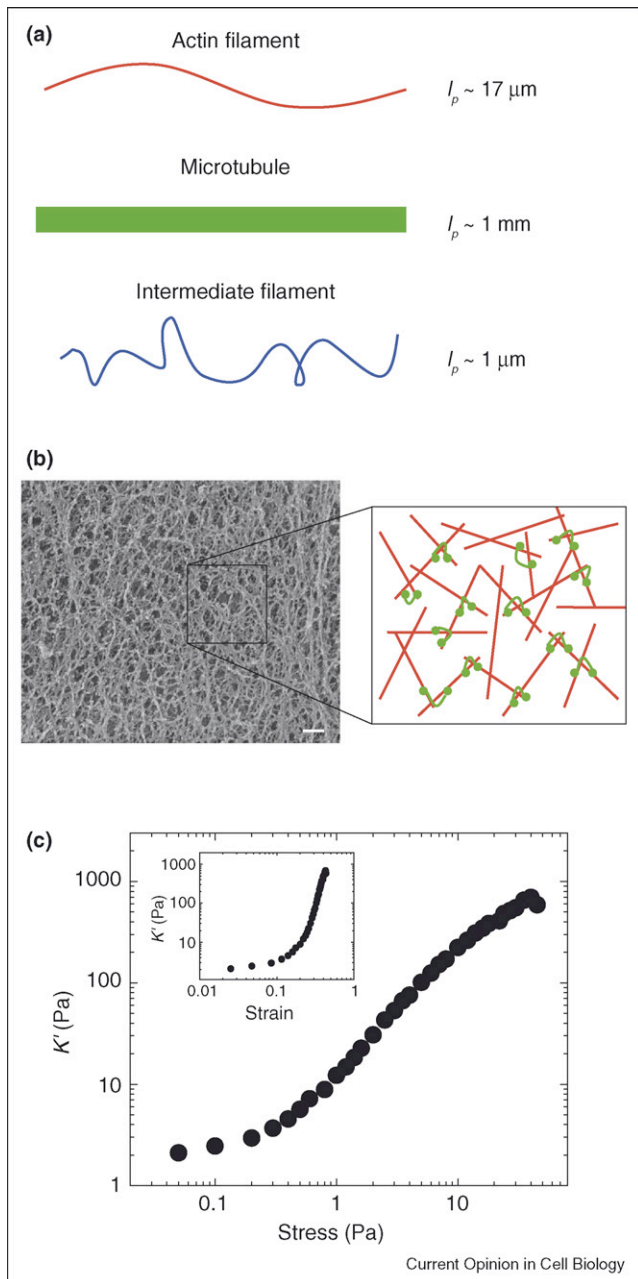 (a)
Actin filament
lp ~ 17 μm
Microtubule
lp ~ 1 mm
Intermediate filament
lp ~ 1 μm
(b)
(c)
1000
100
10
1
K' (Pa)
0.1
1
10
Stress (Pa)
1000
100
10
1
K' (Pa)
0.01
0.1
1
Strain
Current Opinion in Cell Biology